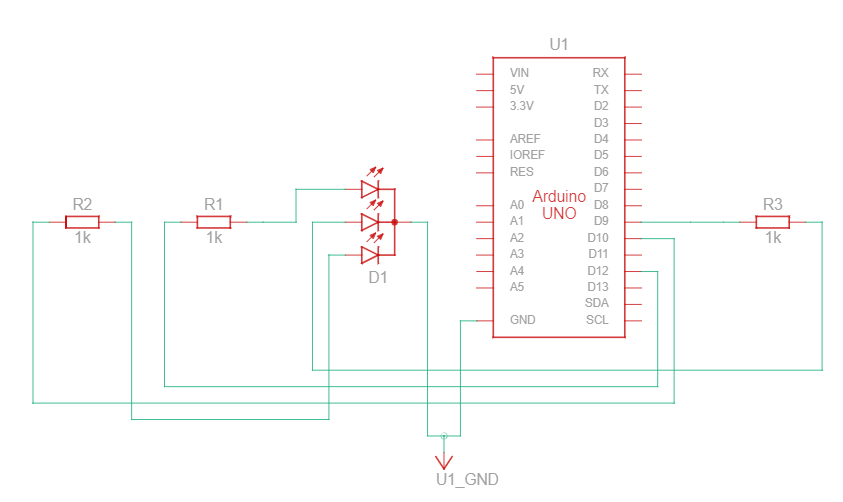 U1
VIN RX
5V TX
3.3V D2
D3
AREF D4
IOREF D5
RES D6
D7
Arduino
UNO
A0 D8
A1 D9
A2 D10
A3 D11
A4 D12
A5 D13
SDA
GND SCL
R2
1k
R1
1k
D1
R3
1k
U1_GND